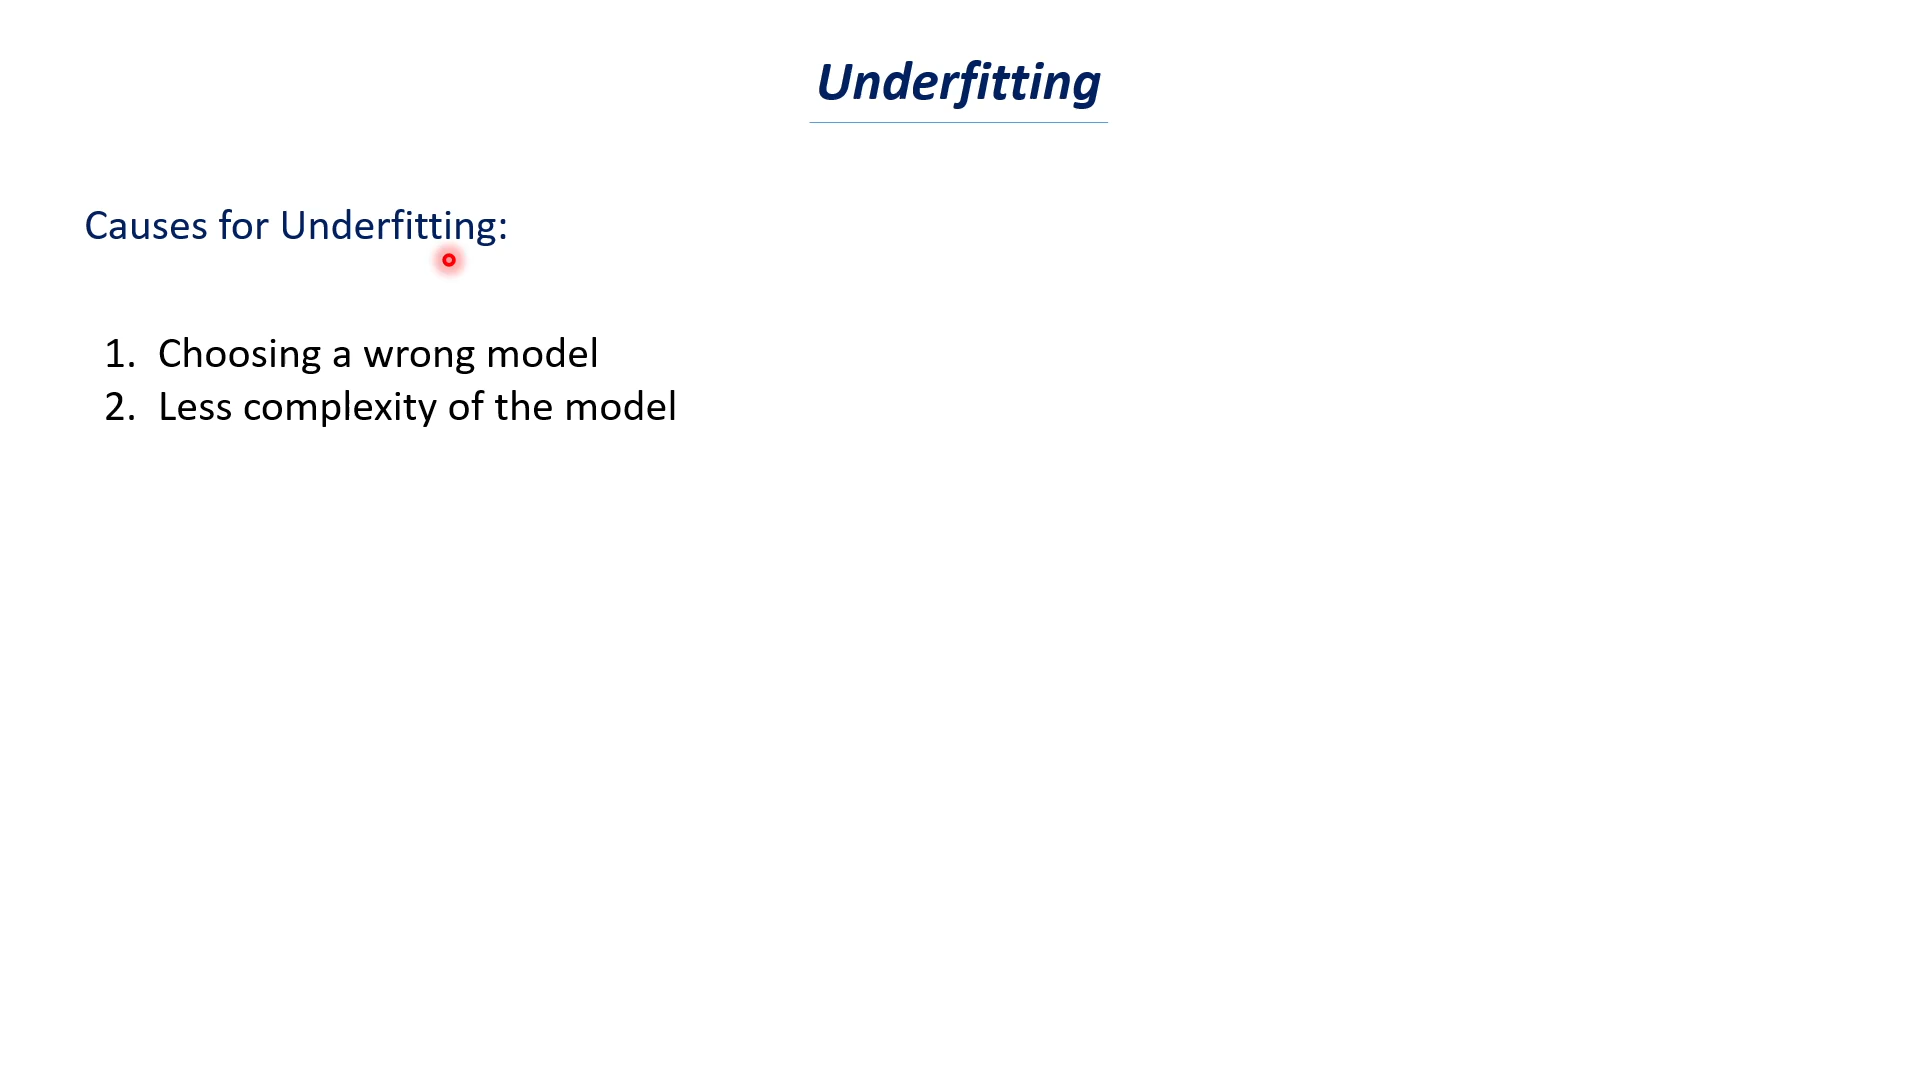 Underfitting
Causes for Underfitting:
1. Choosing a wrong model
2. Less complexity of the model